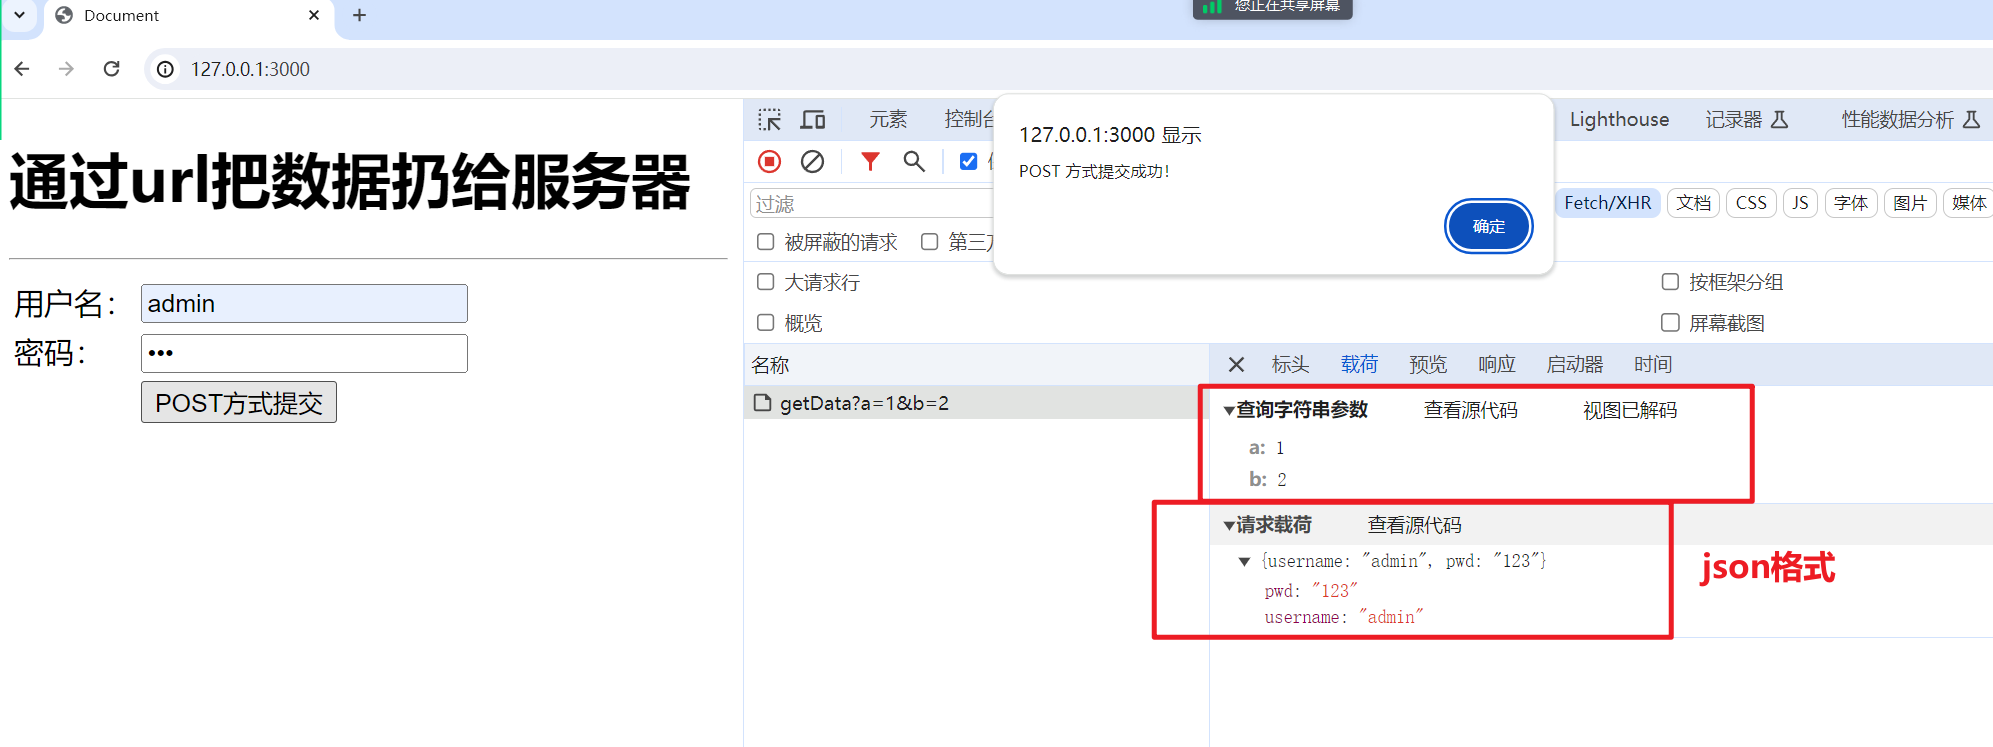 Document
您正在共享屏幕
127.0.0.1:3000
通过url把数据扔给服务器
用户名：
admin
密码：
•••
POST方式提交
元素
控制台
Lighthouse
记录器
性能数据分析
127.0.0.1:3000 显示
POST 方式提交成功！
确定
过滤
Fetch/XHR
文档
CSS
JS
字体
图片
媒体
被屏蔽的请求
第三方
大请求行
按框架分组
概览
屏幕截图
名称
标头
载荷
预览
响应
启动器
时间
getData?a=1&b=2
▼查询字符串参数 查看源代码 视图已解码
a: 1
b: 2
▼请求载荷 查看源代码
▼ {username: "admin", pwd: "123"}
pwd: "123"
username: "admin"
json格式